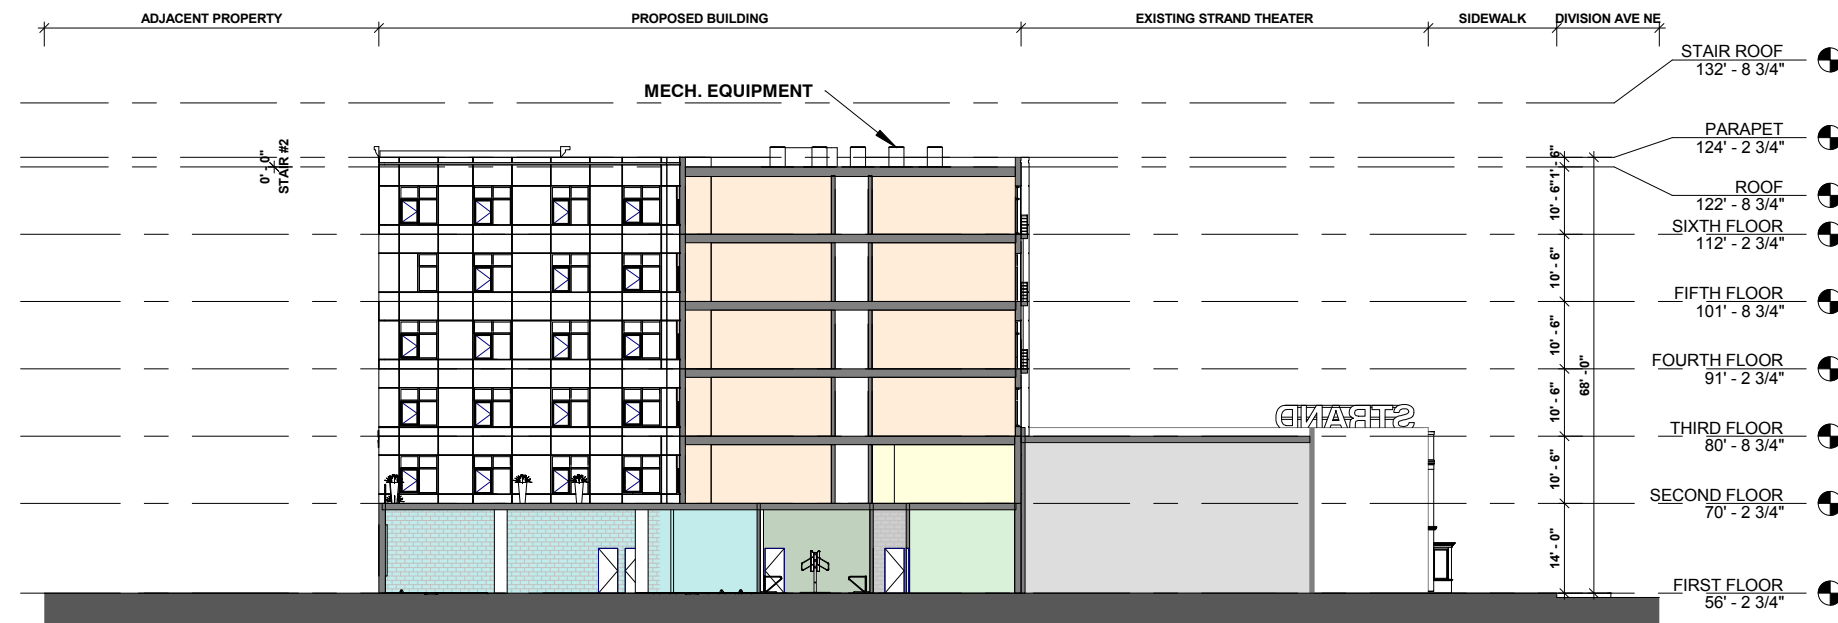 ADJACENT PROPERTY
PROPOSED BUILDING
EXISTING STRAND THEATER
SIDEWALK
DIVISION AVE NE
STAIR ROOF
132' - 8 3/4"
MECH. EQUIPMENT
PARAPET
124' - 2 3/4"
0' - 0"
STAIR #2
1' - 6"
10' - 6"
ROOF
122' - 8 3/4"
SIXTH FLOOR
112' - 2 3/4"
10' - 6"
FIFTH FLOOR
101' - 8 3/4"
10' - 6"
FOURTH FLOOR
91' - 2 3/4"
68' - 0"
10' - 6"
STRAND
THIRD FLOOR
80' - 8 3/4"
10' - 6"
SECOND FLOOR
70' - 2 3/4"
14' - 0"
FIRST FLOOR
56' - 2 3/4"